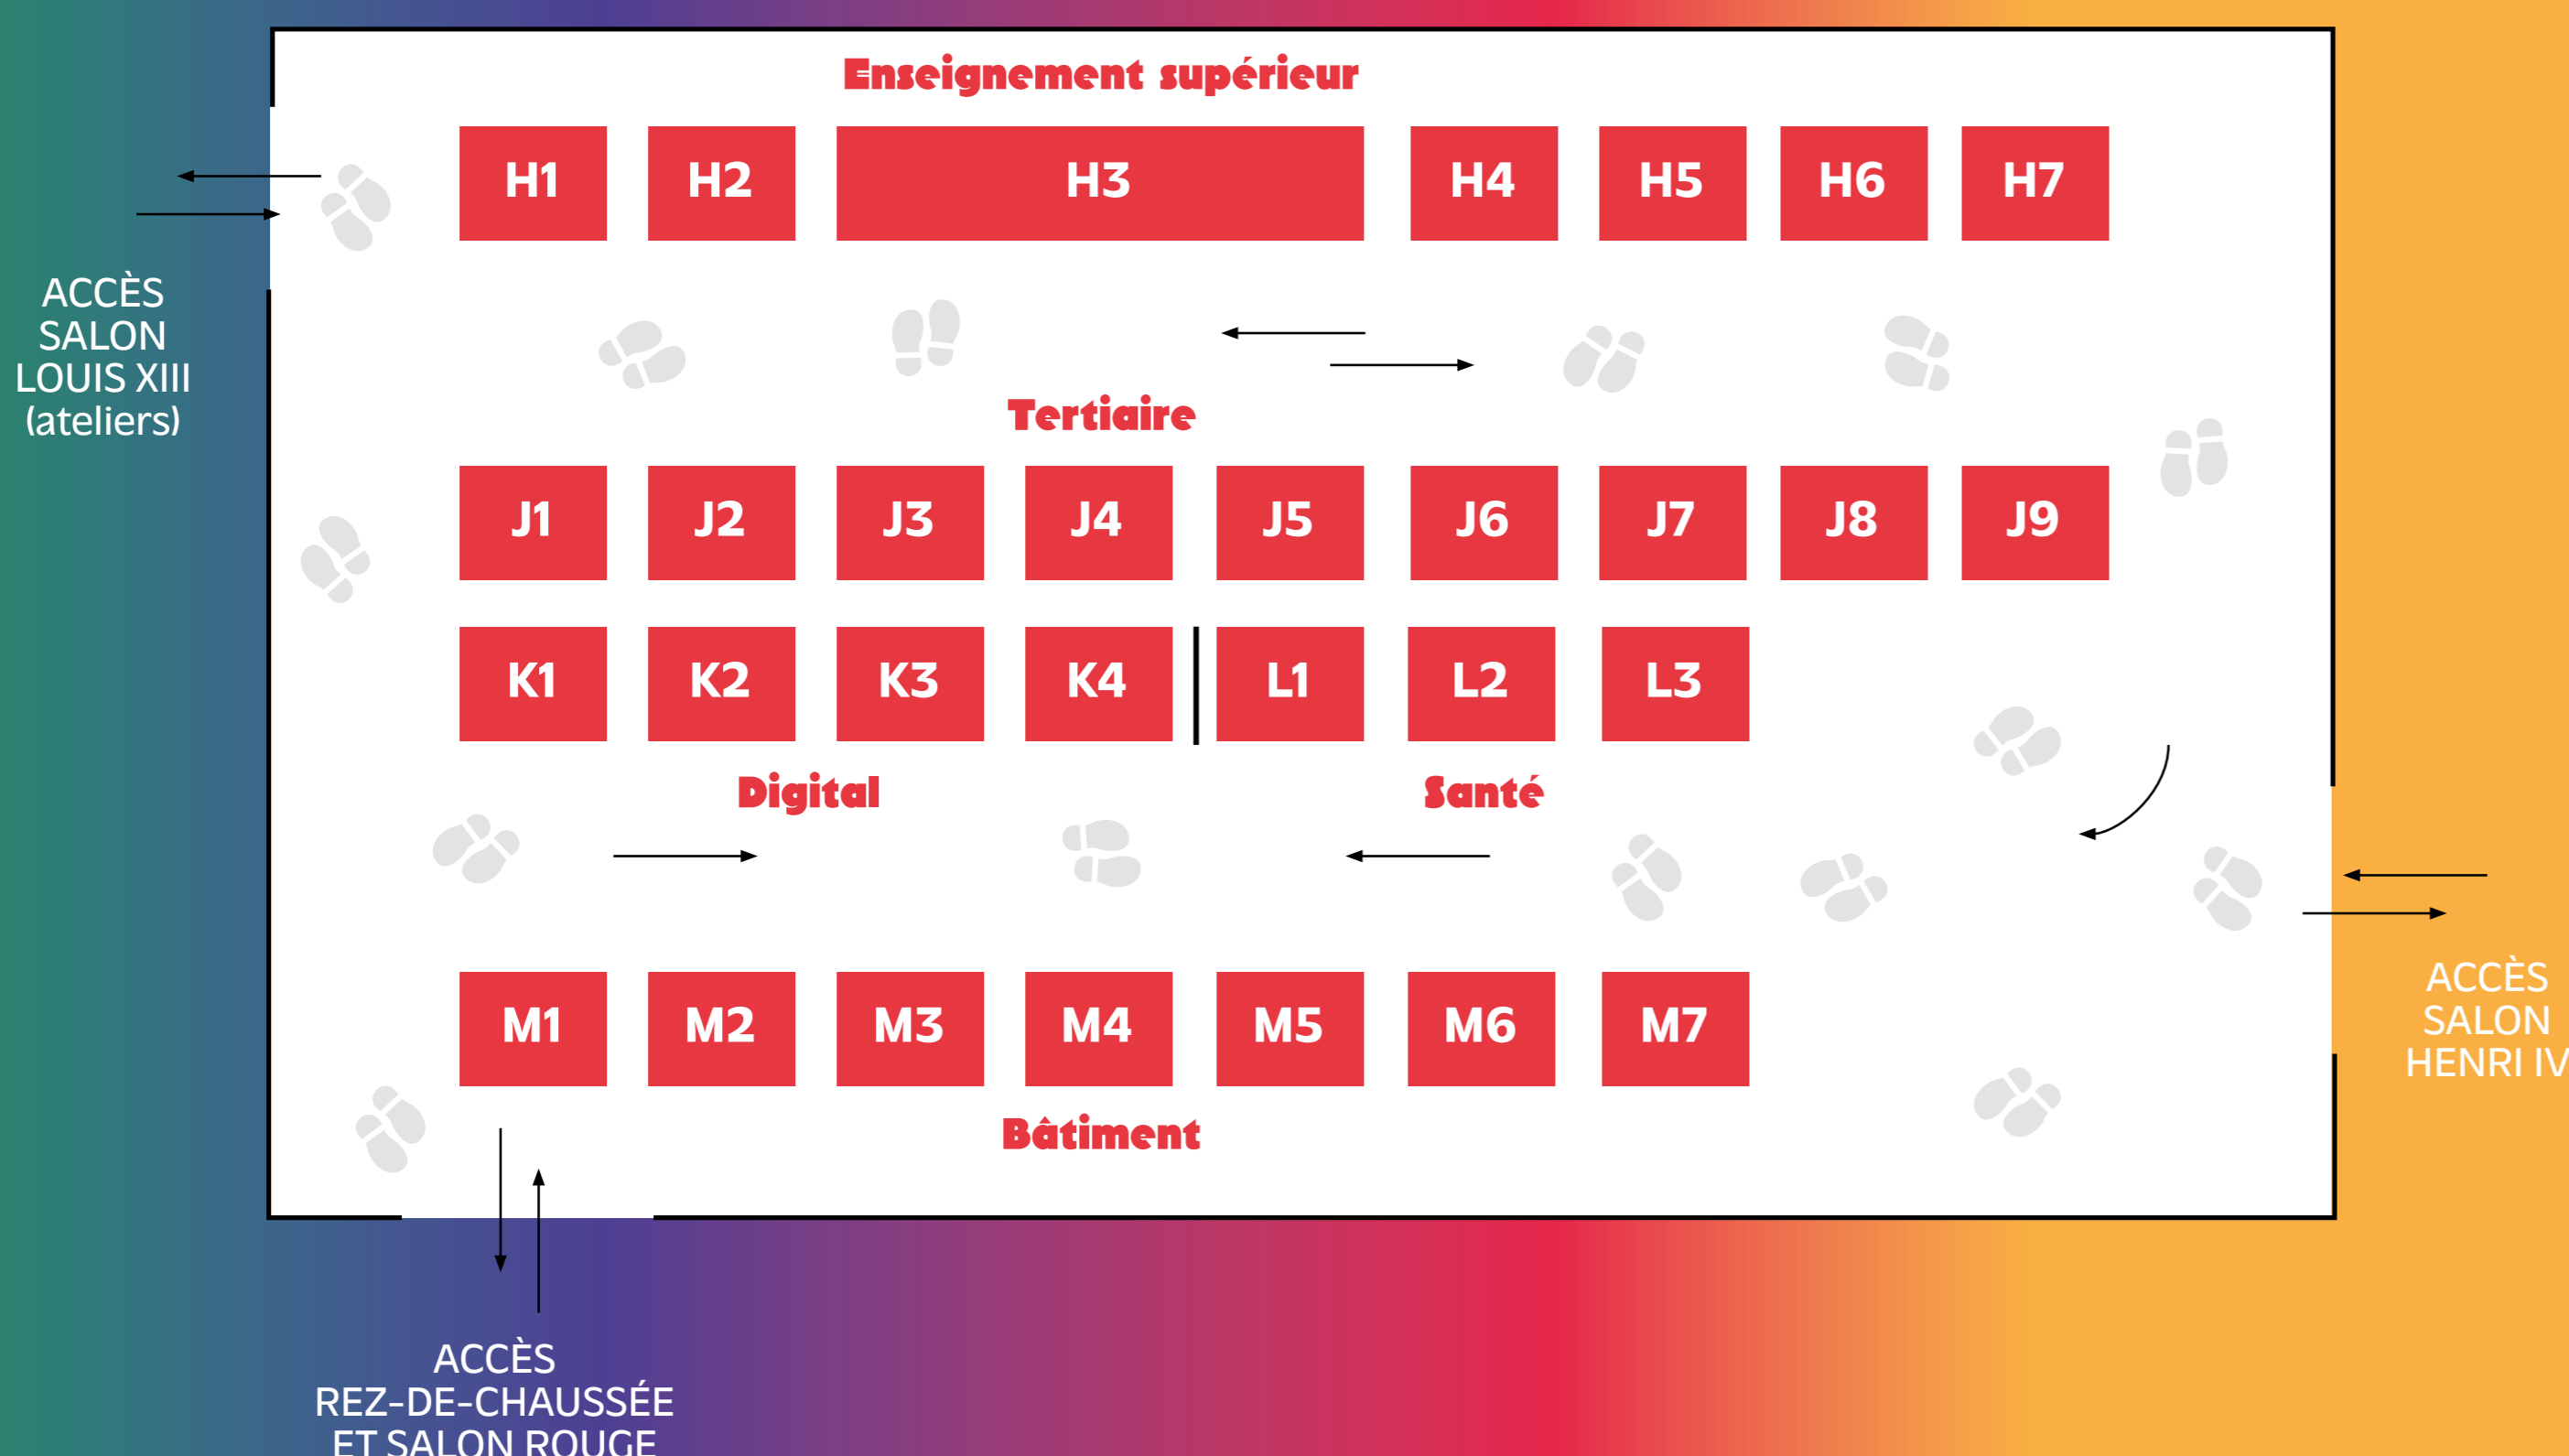 Enseignement supérieur
H1 H2 H3 H4 H5 H6 H7
ACCÈS
SALON
LOUIS XIII
(ateliers)
Tertiaire
J1 J2 J3 J4 J5 J6 J7 J8 J9
K1 K2 K3 K4 L1 L2 L3
Digital Santé
M1 M2 M3 M4 M5 M6 M7
Bâtiment
ACCÈS
SALON
HENRI IV
ACCÈS
REZ-DE-CHAUSSÉE
ET SALON ROUGE